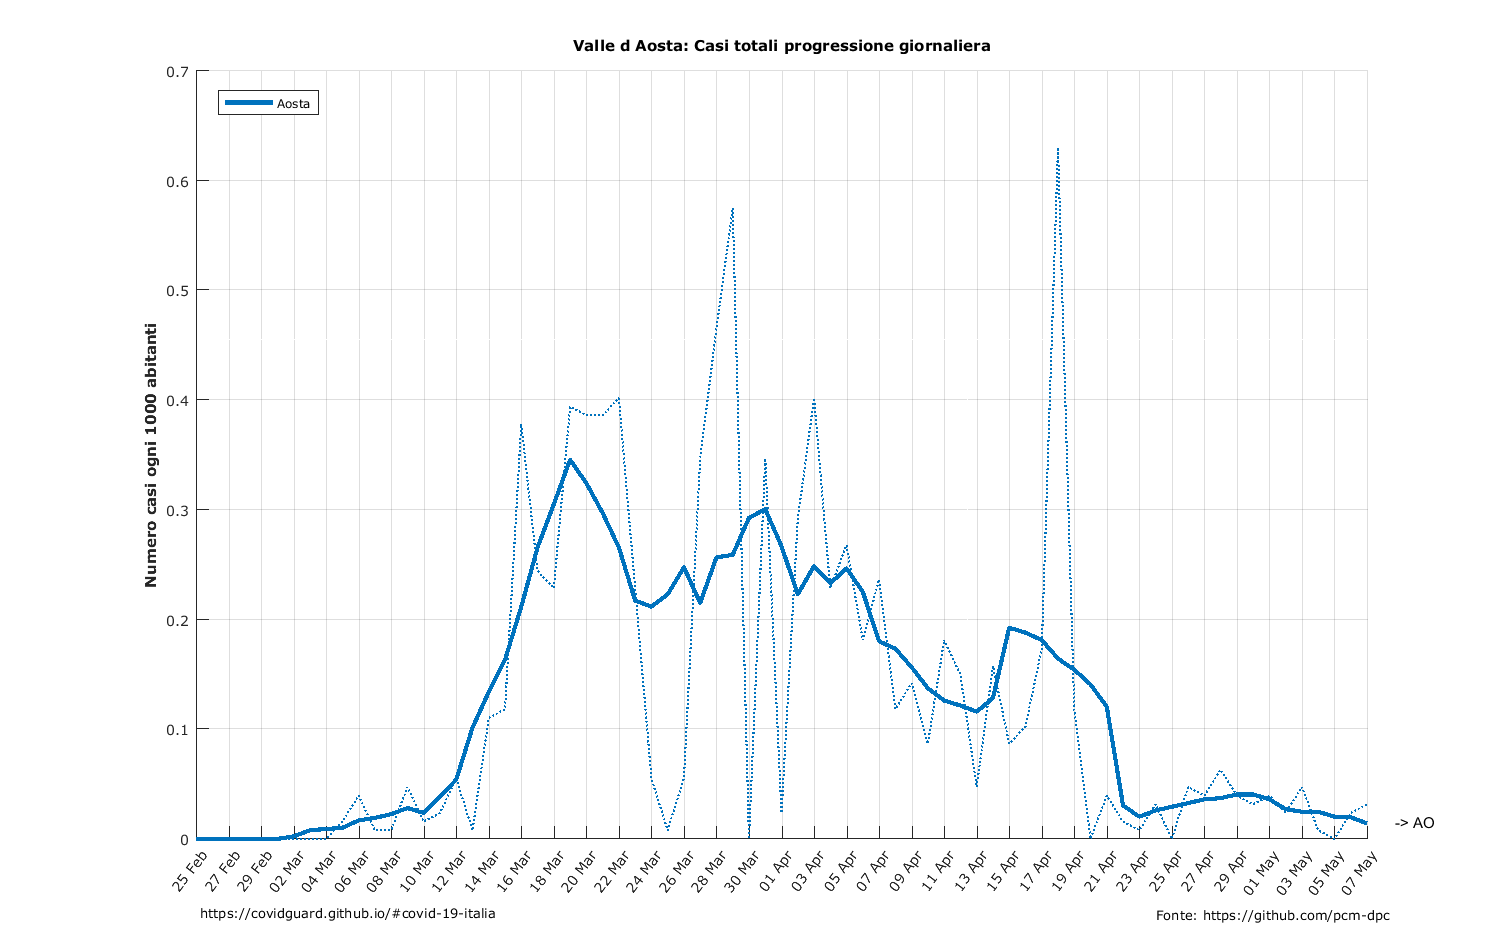 Valle d Aosta: Casi totali progressione giornaliera
Numero casi ogni 1000 abitanti
0.7
0.6
0.5
0.4
0.3
0.2
0.1
0
Aosta
-> AO
25 Feb
27 Feb
29 Feb
02 Mar
04 Mar
06 Mar
08 Mar
10 Mar
12 Mar
14 Mar
16 Mar
18 Mar
20 Mar
22 Mar
24 Mar
26 Mar
28 Mar
30 Mar
01 Apr
03 Apr
05 Apr
07 Apr
09 Apr
11 Apr
13 Apr
15 Apr
17 Apr
19 Apr
21 Apr
23 Apr
25 Apr
27 Apr
29 Apr
01 May
03 May
05 May
07 May
https://covidguard.github.io/#covid-19-italia
Fonte: https://github.com/pcm-dpc